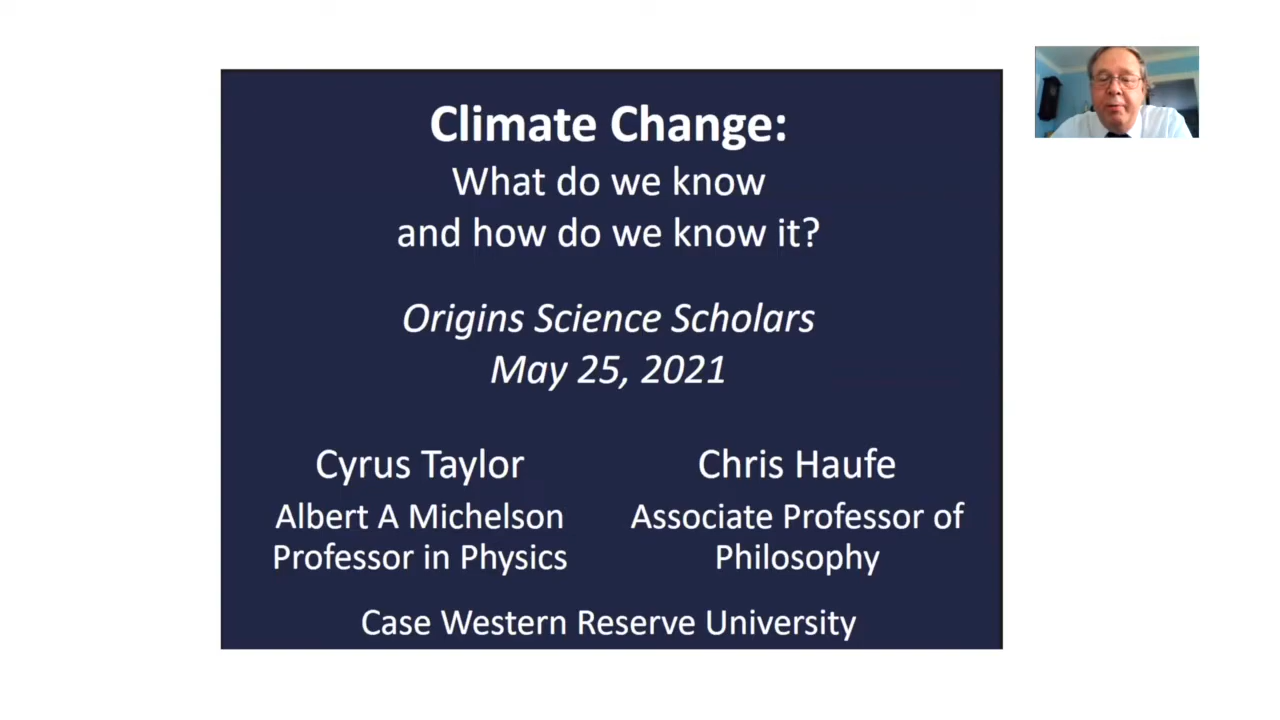 Climate Change:
What do we know
and how do we know it?
Origins Science Scholars
May 25, 2021
Cyrus Taylor
Albert A Michelson
Professor in Physics
Chris Haufe
Associate Professor of
Philosophy
Case Western Reserve University